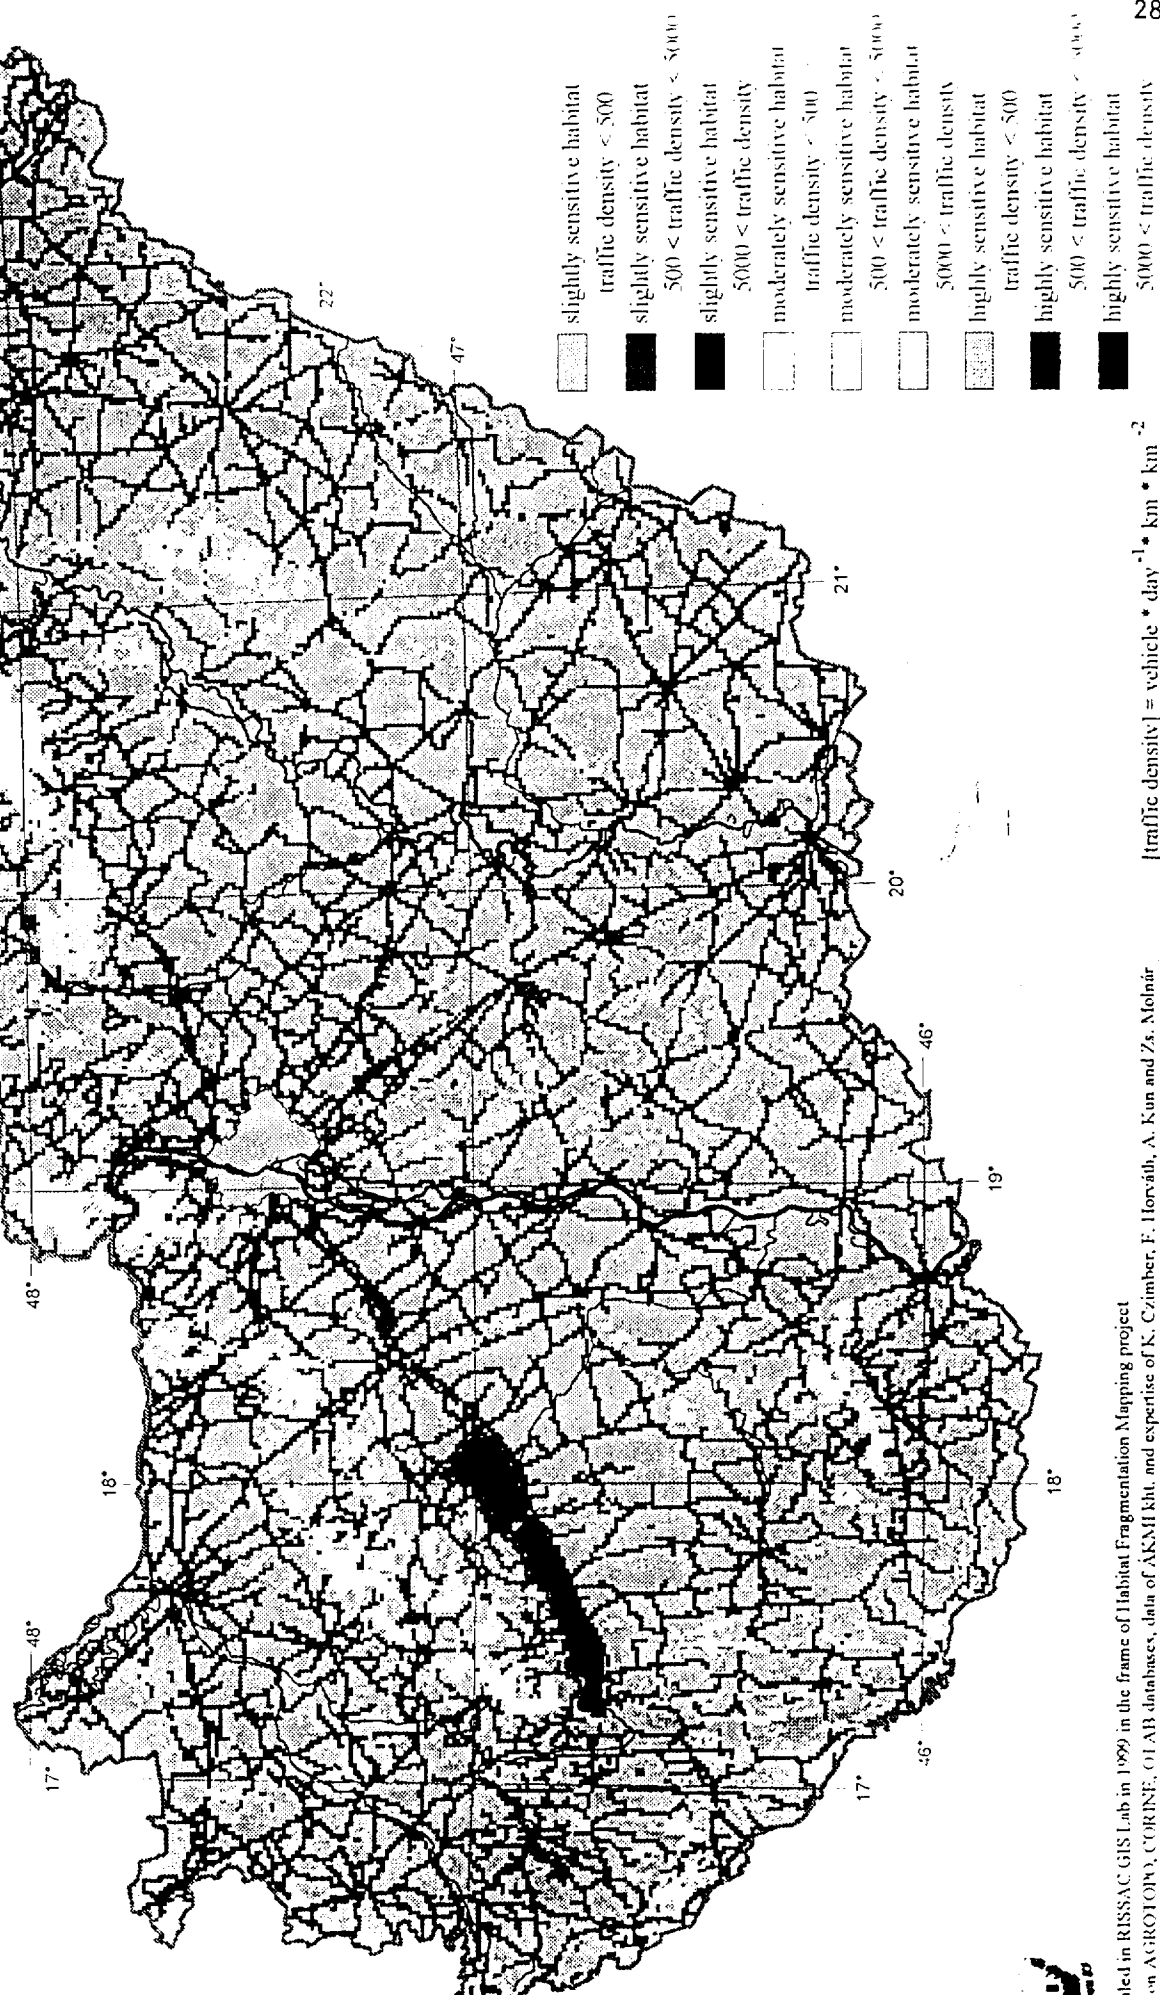 28
slightly sensitive habitat
traffic density < 500
slightly sensitive habitat
500 < traffic density < 5000
slightly sensitive habitat
5000 < traffic density
moderately sensitive habitat
traffic density < 500
moderately sensitive habitat
500 < traffic density < 5000
moderately sensitive habitat
5000 < traffic density
highly sensitive habitat
traffic density < 500
highly sensitive habitat
500 < traffic density < 5000
highly sensitive habitat
5000 < traffic density
[traffic density] = vehicle * day -1 * km * km -2
in RISSAC GIS Lab in 1999 in the frame of Habitat Fragmentation Mapping project
AGROTOPO, CORINE, OLAB databases, data of AKMI kht. and expertise of K. Czimber, F. Horváth, A. Kun and Zs. Molnár
17°
48°
18°
48°
22°
47°
21°
20°
46°
19°
18°
46°
17°